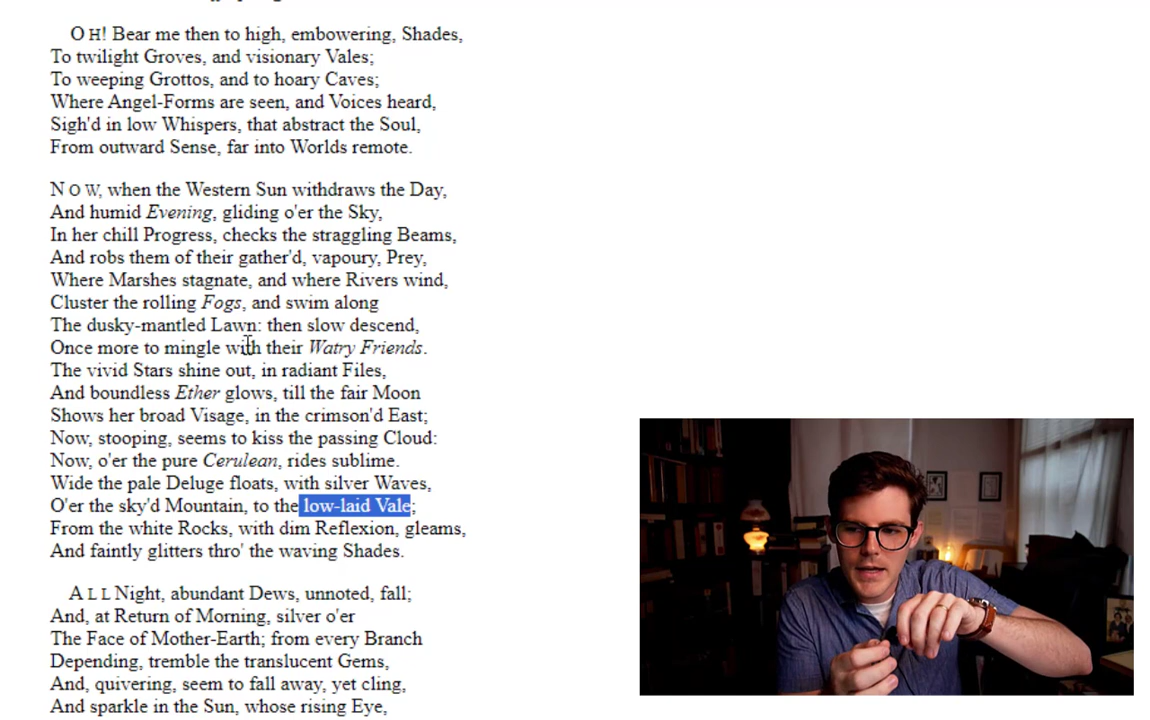 OH! Bear me then to high, embowering, Shades,
To twilight Groves, and visionary Vales;
To weeping Grottos, and to hoary Caves;
Where Angel-Forms are seen, and Voices heard,
Sigh'd in low Whispers, that abstract the Soul,
From outward Sense, far into Worlds remote.
NOW, when the Western Sun withdraws the Day,
And humid Evening, gliding o'er the Sky,
In her chill Progress, checks the straggling Beams,
And robs them of their gather'd, vapoury, Prey,
Where Marshes stagnate, and where Rivers wind,
Cluster the rolling Fogs, and swim along
The dusky-mantled Lawn: then slow descend,
Once more to mingle with their Watry Friends.
The vivid Stars shine out, in radiant Files,
And boundless Ether glows, till the fair Moon
Shows her broad Visage, in the crimson'd East;
Now, stooping, seems to kiss the passing Cloud:
Now, o'er the pure Cerulean, rides sublime.
Wide the pale Deluge floats, with silver Waves,
O'er the sky'd Mountain, to the low-laid Vale;
From the white Rocks, with dim Reflexion, gleams,
And faintly glitters thro' the waving Shades.
ALL Night, abundant Dews, unnoted, fall;
And, at Return of Morning, silver o'er
The Face of Mother-Earth; from every Branch
Depending, tremble the translucent Gems,
And, quivering, seem to fall away, yet cling,
And sparkle in the Sun, whose rising Eye,